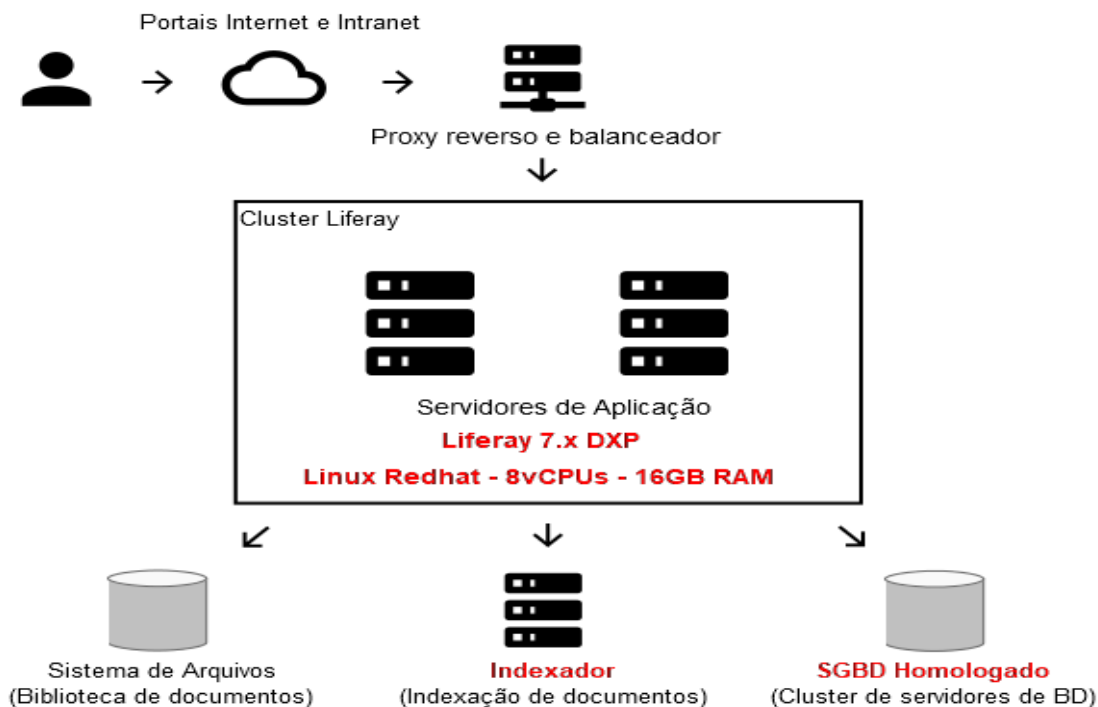 Portais Internet e Intranet
Proxy reverso e balanceador
Cluster Liferay
Servidores de Aplicação
Liferay 7.x DXP
Linux Redhat - 8vCPUs - 16GB RAM
Sistema de Arquivos
(Biblioteca de documentos)
Indexador
(Indexação de documentos)
SGBD Homologado
(Cluster de servidores de BD)